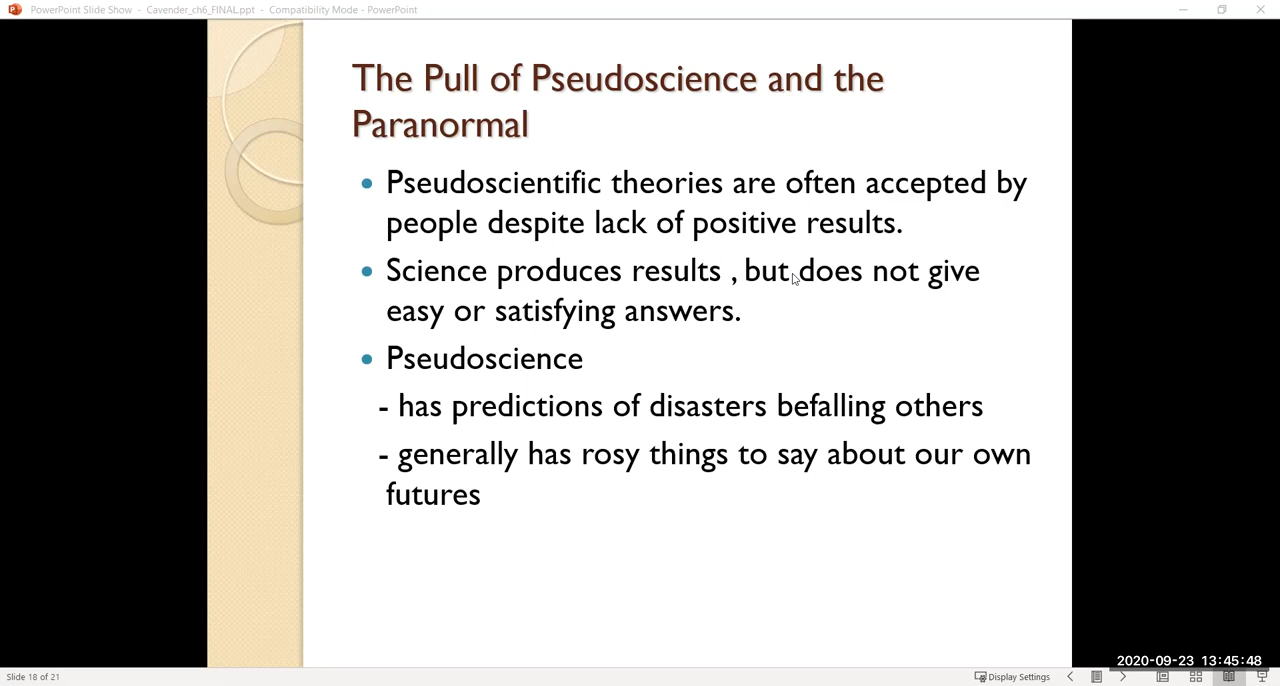 PowerPoint Slide Show - Cavender_ch6_FINAL.ppt - Compatibility Mode - PowerPoint
The Pull of Pseudoscience and the
Paranormal
• Pseudoscientific theories are often accepted by
people despite lack of positive results.
• Science produces results , but does not give
easy or satisfying answers.
• Pseudoscience
- has predictions of disasters befalling others
- generally has rosy things to say about our own
futures
2020-09-23 13:45:48
Slide 18 of 21
Display Settings